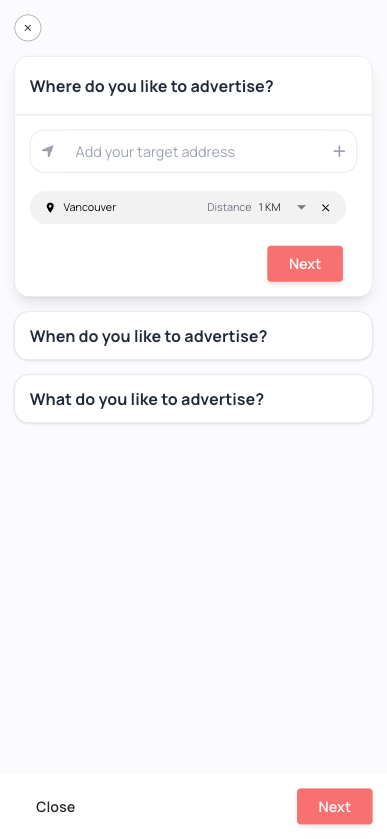 Where do you like to advertise?
Add your target address
Vancouver Distance 1 KM
Next
When do you like to advertise?
What do you like to advertise?
Close Next